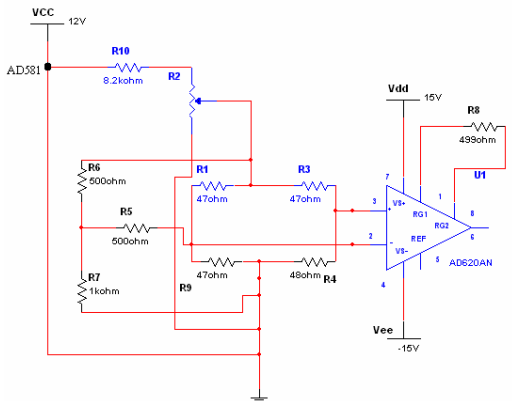 VCC
12V
R10
AD581
8.2kohm
R2
Vdd
15V
R8
499ohm
R6
500ohm
R1
47ohm
R3
47ohm
U1
7
1
VS+
RG1
3
+
8
RG2
R5
500ohm
REF
2
-
6
VS-
5
AD620AN
47ohm
48ohm
R4
4
R7
1kohm
R9
Vee
-15V